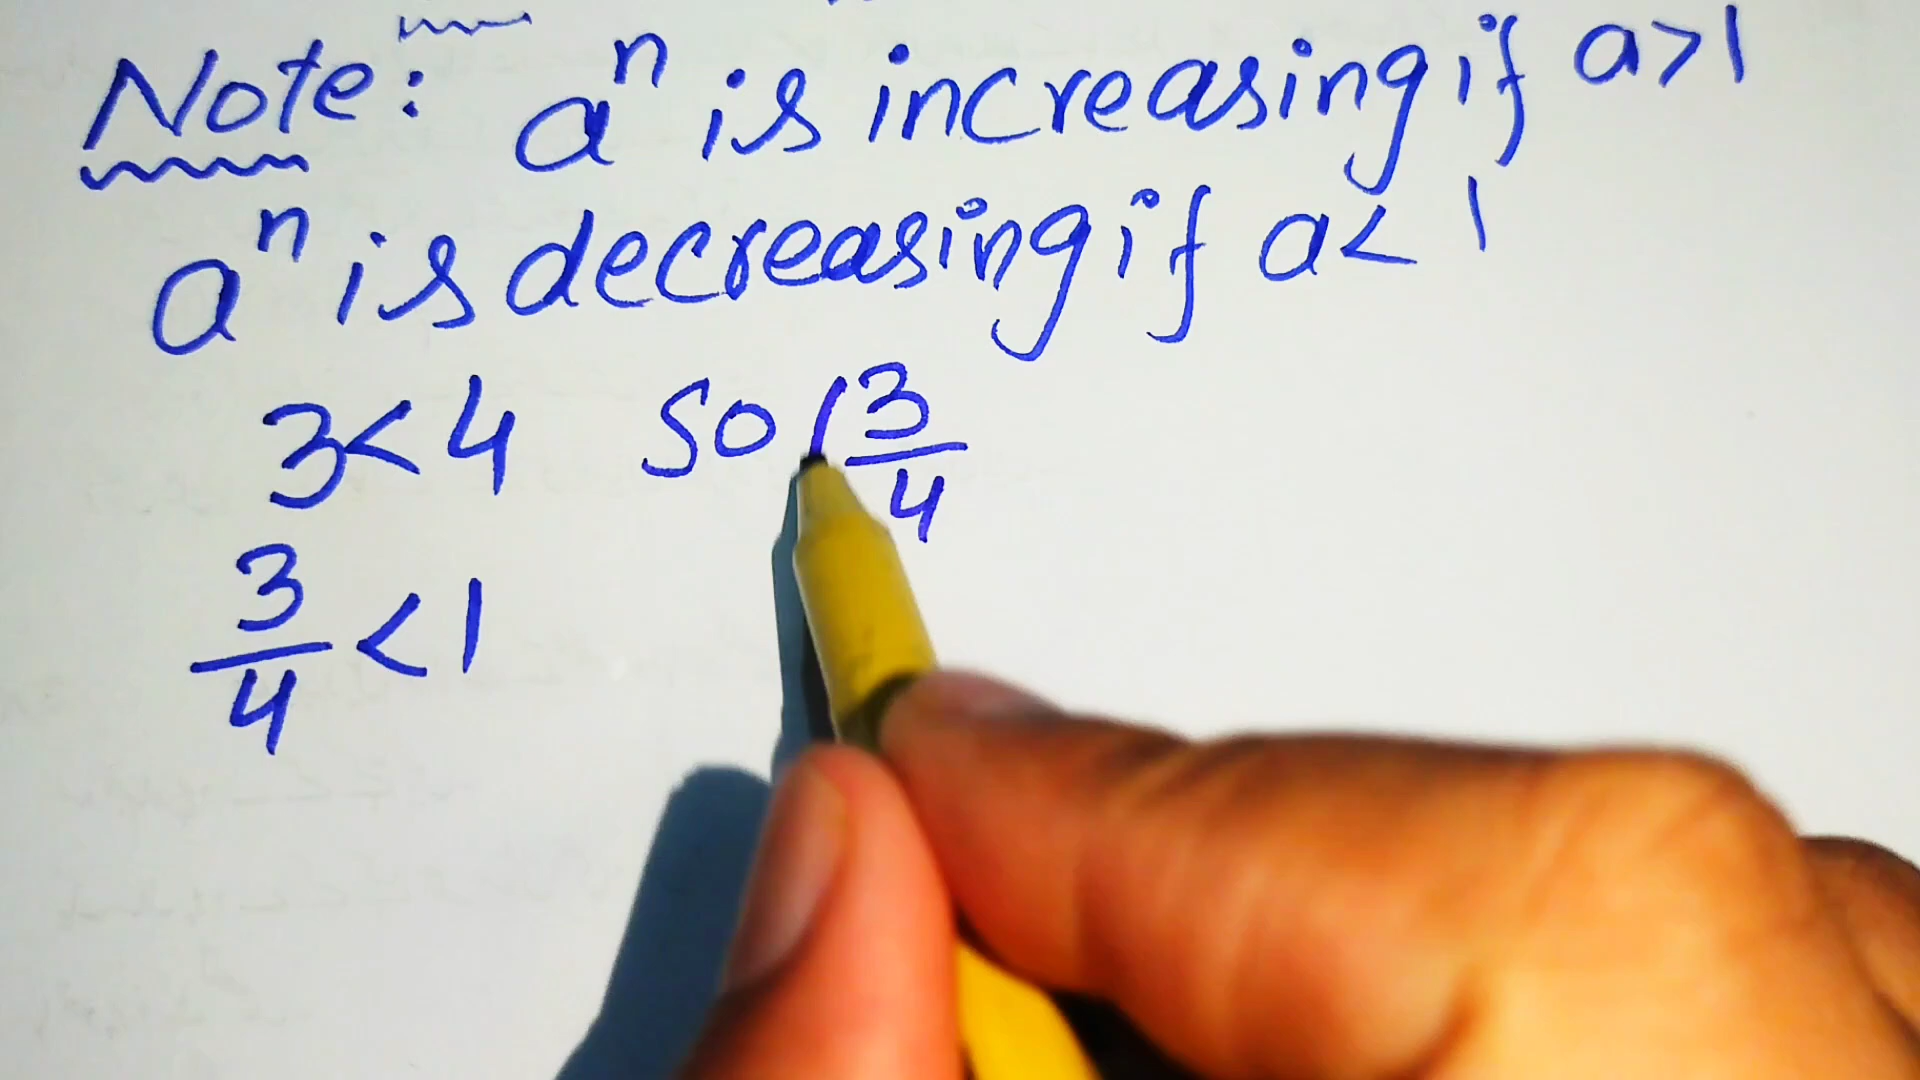 Note: aⁿ is increasing if a>1
aⁿ is decreasing if a< 1
3<4 so (3/4
3/4 <1